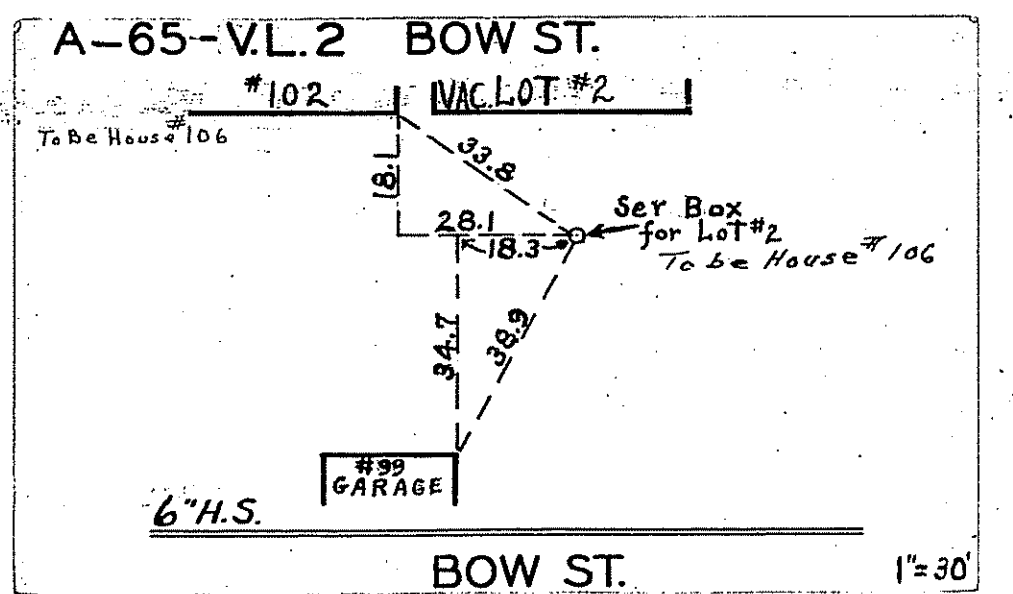 A-65-V.L.2 BOW ST.
#102
VAC. LOT #2
To Be House #106
33.8
18.1
Ser Box
for Lot #2
To be House #106
28.1
18.3
34.7
38.9
#99
GARAGE
6" H.S.
BOW ST.
1"=30'